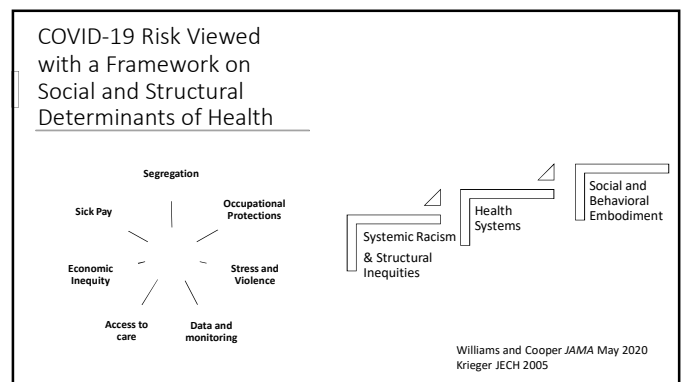 COVID-19 Risk Viewed
with a Framework on
Social and Structural
Determinants of Health
Segregation
Occupational
Protections
Sick Pay
Economic
Inequity
Stress and
Violence
Access to
care
Data and
monitoring
Systemic Racism
& Structural
Inequities
Health
Systems
Social and
Behavioral
Embodiment
Williams and Cooper JAMA May 2020
Krieger JECH 2005